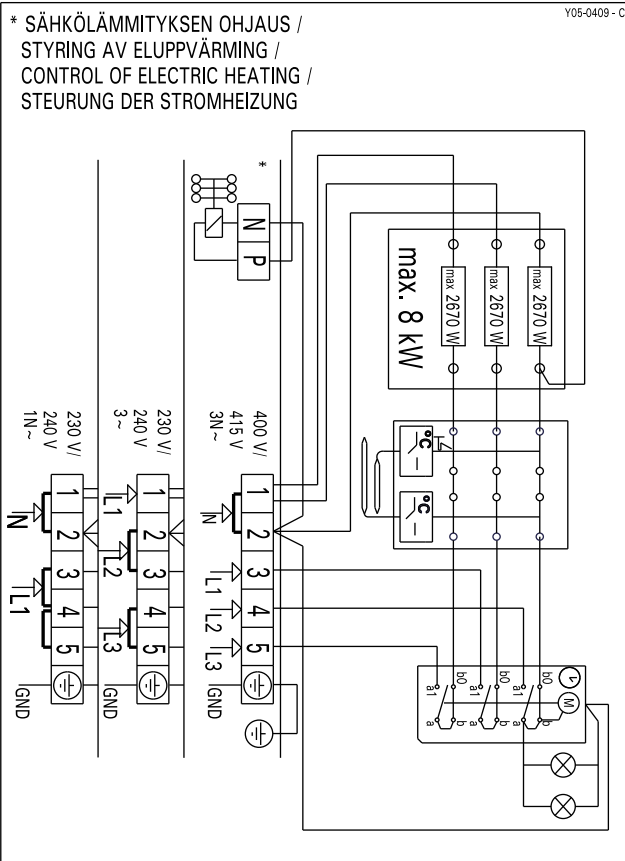 Y05-0409 - C
* SÄHKÖLÄMMITYKSEN OHJAUS /
STYRING AV ELUPPVÄRMING /
CONTROL OF ELECTRIC HEATING /
STEURUNG DER STROMHEIZUNG
*
N
P
max. 8 kW
max 2670 W
max 2670 W
max 2670 W
°C
°C
400 V/
415 V
3N~
1
2
3
4
5
N
L1
L2
L3
GND
230 V/
240 V
3~
1
2
3
4
5
L1
L2
L3
GND
230 V/
240 V
1N~
1
2
3
4
5
N
L1
GND
1
M
b0
a1
b
a
b0
a1
b
a
b0
a1
b
a